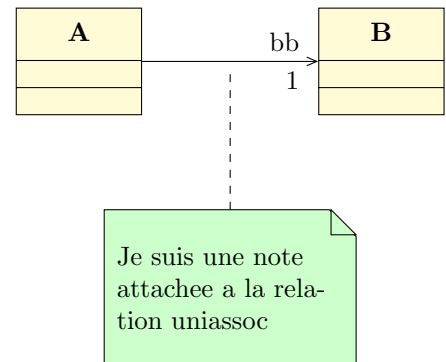 A
bb
B
1
Je suis une note
attachee a la rela-
tion uniassoc